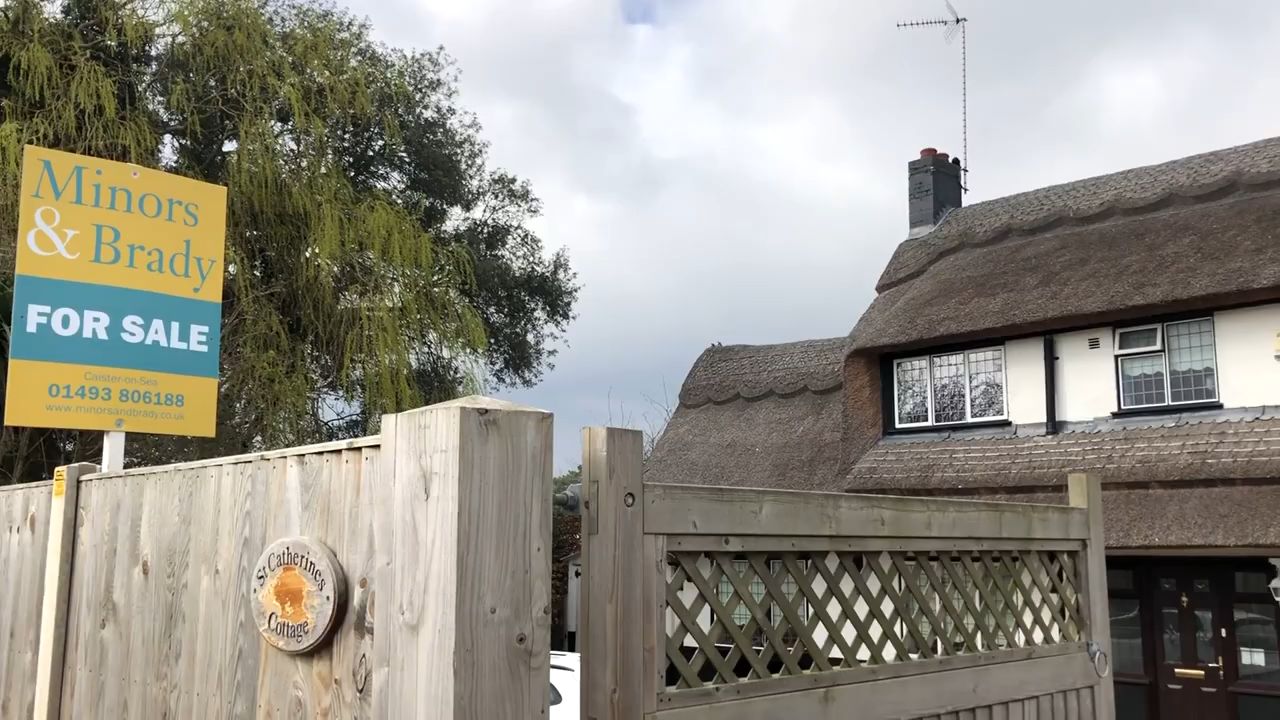 Minors
& Brady
FOR SALE
Caister-on-Sea
01493 806188
www.minorsandbrady.co.uk
St Catherines
Cottage